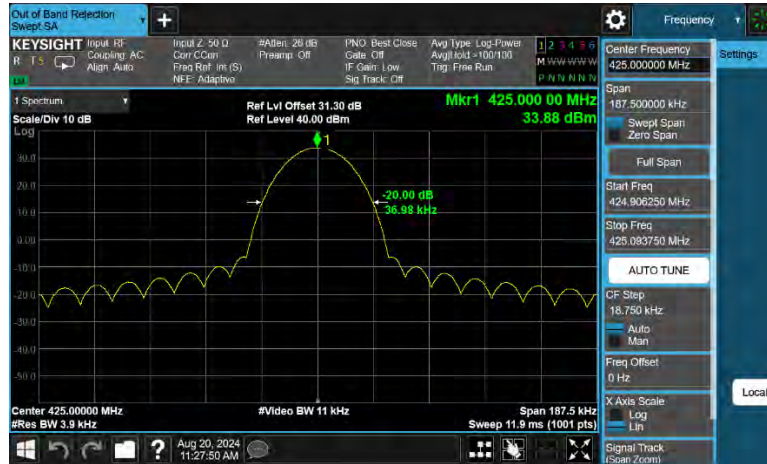 Out of Band Rejection
Swept SA
Frequency
KEYSIGHT
R T S
LXI
Input: RF
Coupling: AC
Align: Auto
Input Z: 50 Ω
Corr CCorr
Freq Ref: Int (S)
NFE: Adaptive
#Atten: 26 dB
Preamp: Off
PNO: Best Close
Gate: Off
IF Gain: Low
Sig Track: Off
Avg Type: Log-Power
Avg|Hold >100/100
Trig: Free Run
1 2 3 4 5 6
M W W W W W
P N N N N N
1 Spectrum
Scale/Div 10 dB
Log
Ref Lvl Offset 31.30 dB
Ref Level 40.00 dBm
Mkr1 425.000 00 MHz
33.88 dBm
1
30.0
20.0
10.0
0.00
-10.0
-20.0
-30.0
-40.0
-50.0
-20.00 dB
36.98 kHz
Center 425.00000 MHz
#Res BW 3.9 kHz
#Video BW 11 kHz
Span 187.5 kHz
Sweep 11.9 ms (1001 pts)
Center Frequency
425.000000 MHz
Span
187.500000 kHz
Swept Span
Zero Span
Full Span
Start Freq
424.906250 MHz
Stop Freq
425.093750 MHz
AUTO TUNE
CF Step
18.750 kHz
Auto
Man
Freq Offset
0 Hz
X Axis Scale
Log
Lin
Signal Track
(Span Zoom)
Settings
Local
?
Aug 20, 2024
11:27:50 AM